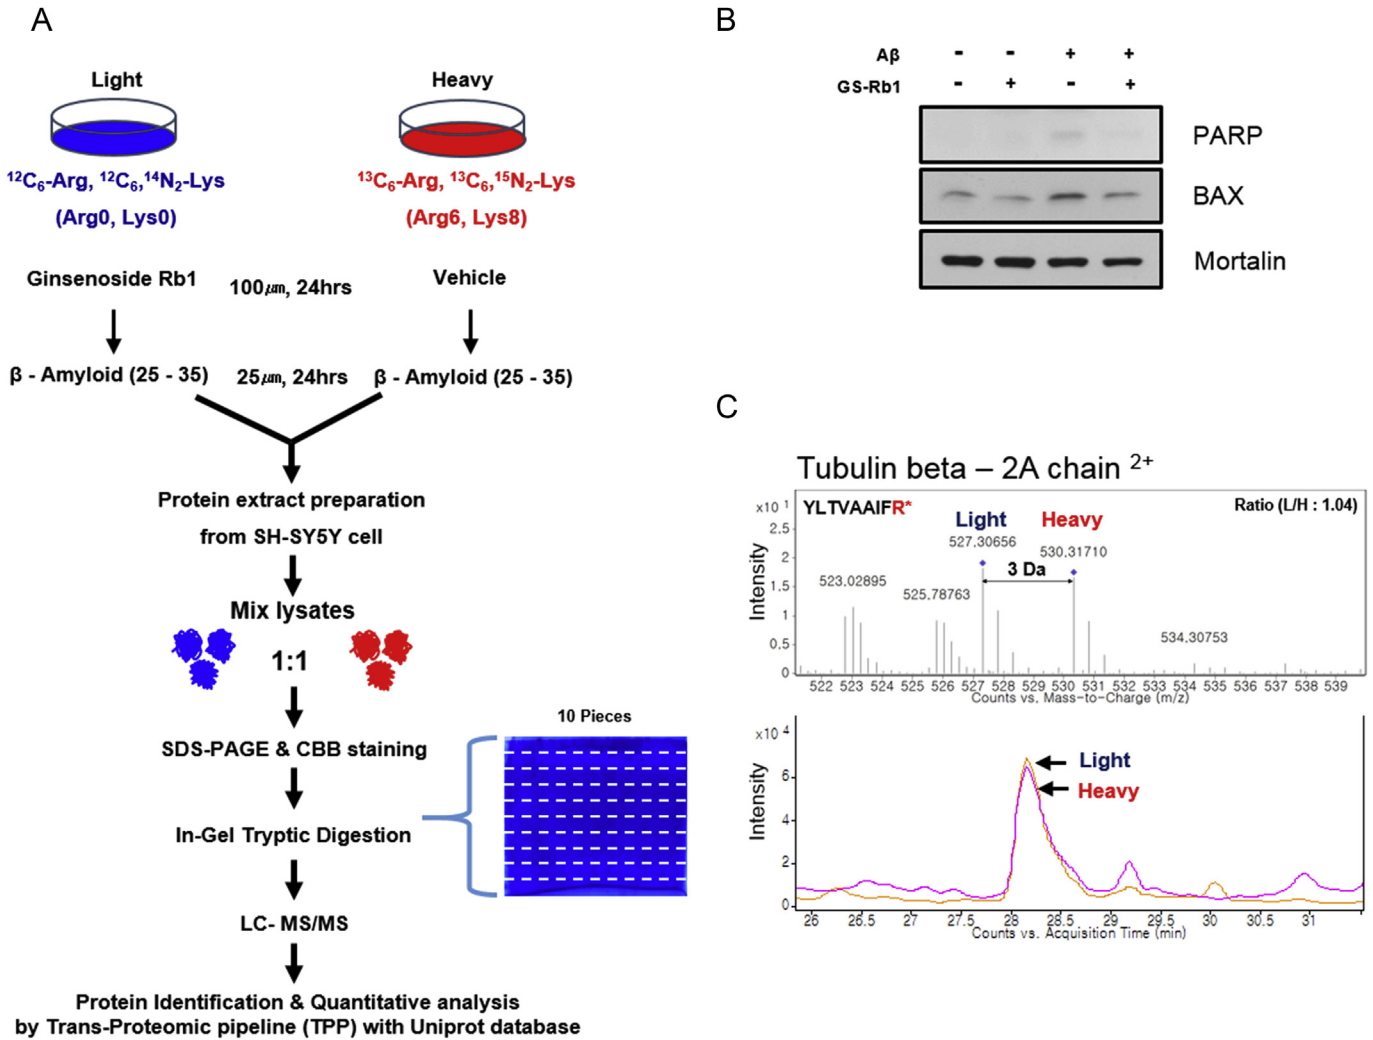 A
Light
Heavy
¹²C₆-Arg, ¹²C₆,¹⁴N₂-Lys
(Arg0, Lys0)
¹³C₆-Arg, ¹³C₆,¹⁵N₂-Lys
(Arg6, Lys8)
Ginsenoside Rb1
100㎛, 24hrs
Vehicle
β - Amyloid (25 - 35)
25㎛, 24hrs
β - Amyloid (25 - 35)
Protein extract preparation
from SH-SY5Y cell
Mix lysates
1:1
10 Pieces
SDS-PAGE & CBB staining
In-Gel Tryptic Digestion
LC- MS/MS
Protein Identification & Quantitative analysis
by Trans-Proteomic pipeline (TPP) with Uniprot database
B
Aβ - - + +
GS-Rb1 - + - +
PARP
BAX
Mortalin
C
Tubulin beta – 2A chain ²⁺
x10 ¹
YLTVAAIFR*
Ratio (L/H : 1.04)
Light
Heavy
527.30656
530.31710
3 Da
523.02895
525.78763
534.30753
Intensity
2.5
2
1.5
1
0.5
0
522 523 524 525 526 527 528 529 530 531 532 533 534 535 536 537 538 539
Counts vs. Mass-to-Charge (m/z)
x10 ⁴
Light
Heavy
Intensity
6
4
2
0
26 26.5 27 27.5 28 28.5 29 29.5 30 30.5 31
Counts vs. Acquisition Time (min)